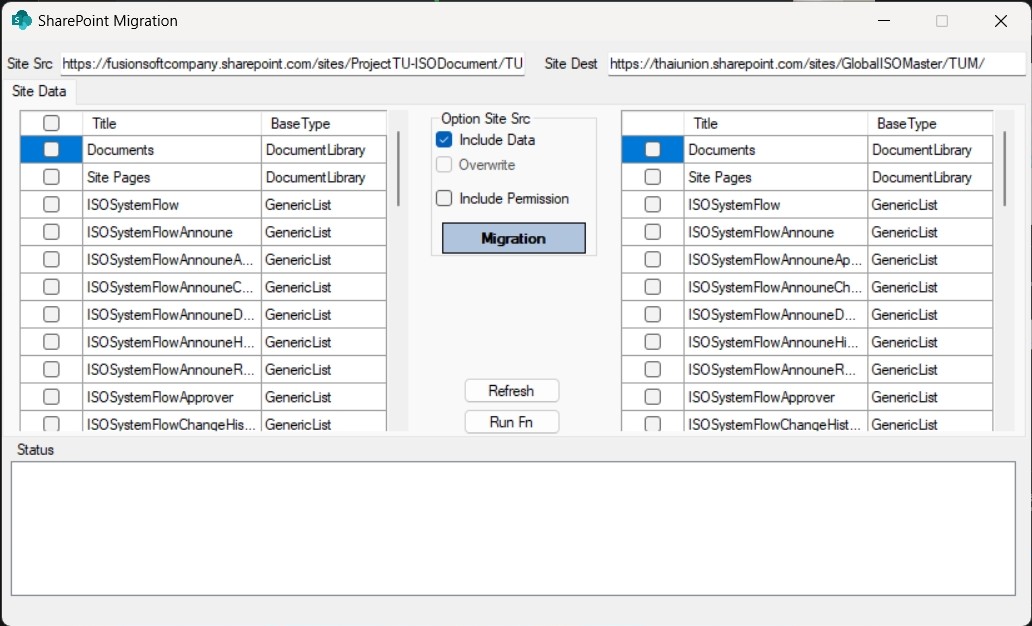 SharePoint Migration
Site Src https://fusionsoftcompany.sharepoint.com/sites/ProjectTU-ISODocument/TU Site Dest https://thaiunion.sharepoint.com/sites/GlobalISOMaster/TUM/
Site Data
Title BaseType
Documents DocumentLibrary
Site Pages DocumentLibrary
ISOSystemFlow GenericList
ISOSystemFlowAnnoune GenericList
ISOSystemFlowAnnouneA... GenericList
ISOSystemFlowAnnouneC... GenericList
ISOSystemFlowAnnouneD... GenericList
ISOSystemFlowAnnouneH... GenericList
ISOSystemFlowAnnouneR... GenericList
ISOSystemFlowApprover GenericList
ISOSystemFlowChangeHis... GenericList
Option Site Src
Include Data
Overwrite
Include Permission
Migration
Refresh
Run Fn
Title BaseType
Documents DocumentLibrary
Site Pages DocumentLibrary
ISOSystemFlow GenericList
ISOSystemFlowAnnoune GenericList
ISOSystemFlowAnnouneAp... GenericList
ISOSystemFlowAnnouneCh... GenericList
ISOSystemFlowAnnouneD... GenericList
ISOSystemFlowAnnouneHi... GenericList
ISOSystemFlowAnnouneR... GenericList
ISOSystemFlowApprover GenericList
ISOSystemFlowChangeHist... GenericList
Status